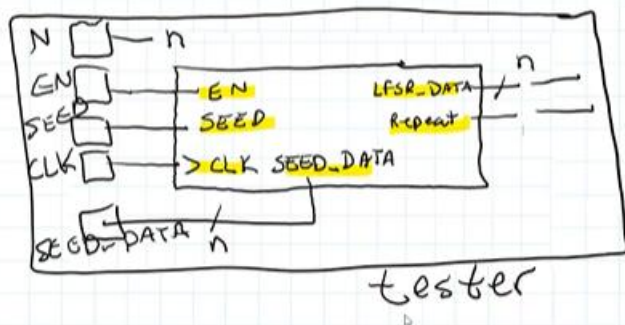 N n
n
EN EN LFSR_DATA
SEED SEED Repeat
CLK >CLK SEED_DATA
SEED_DATA n
tester